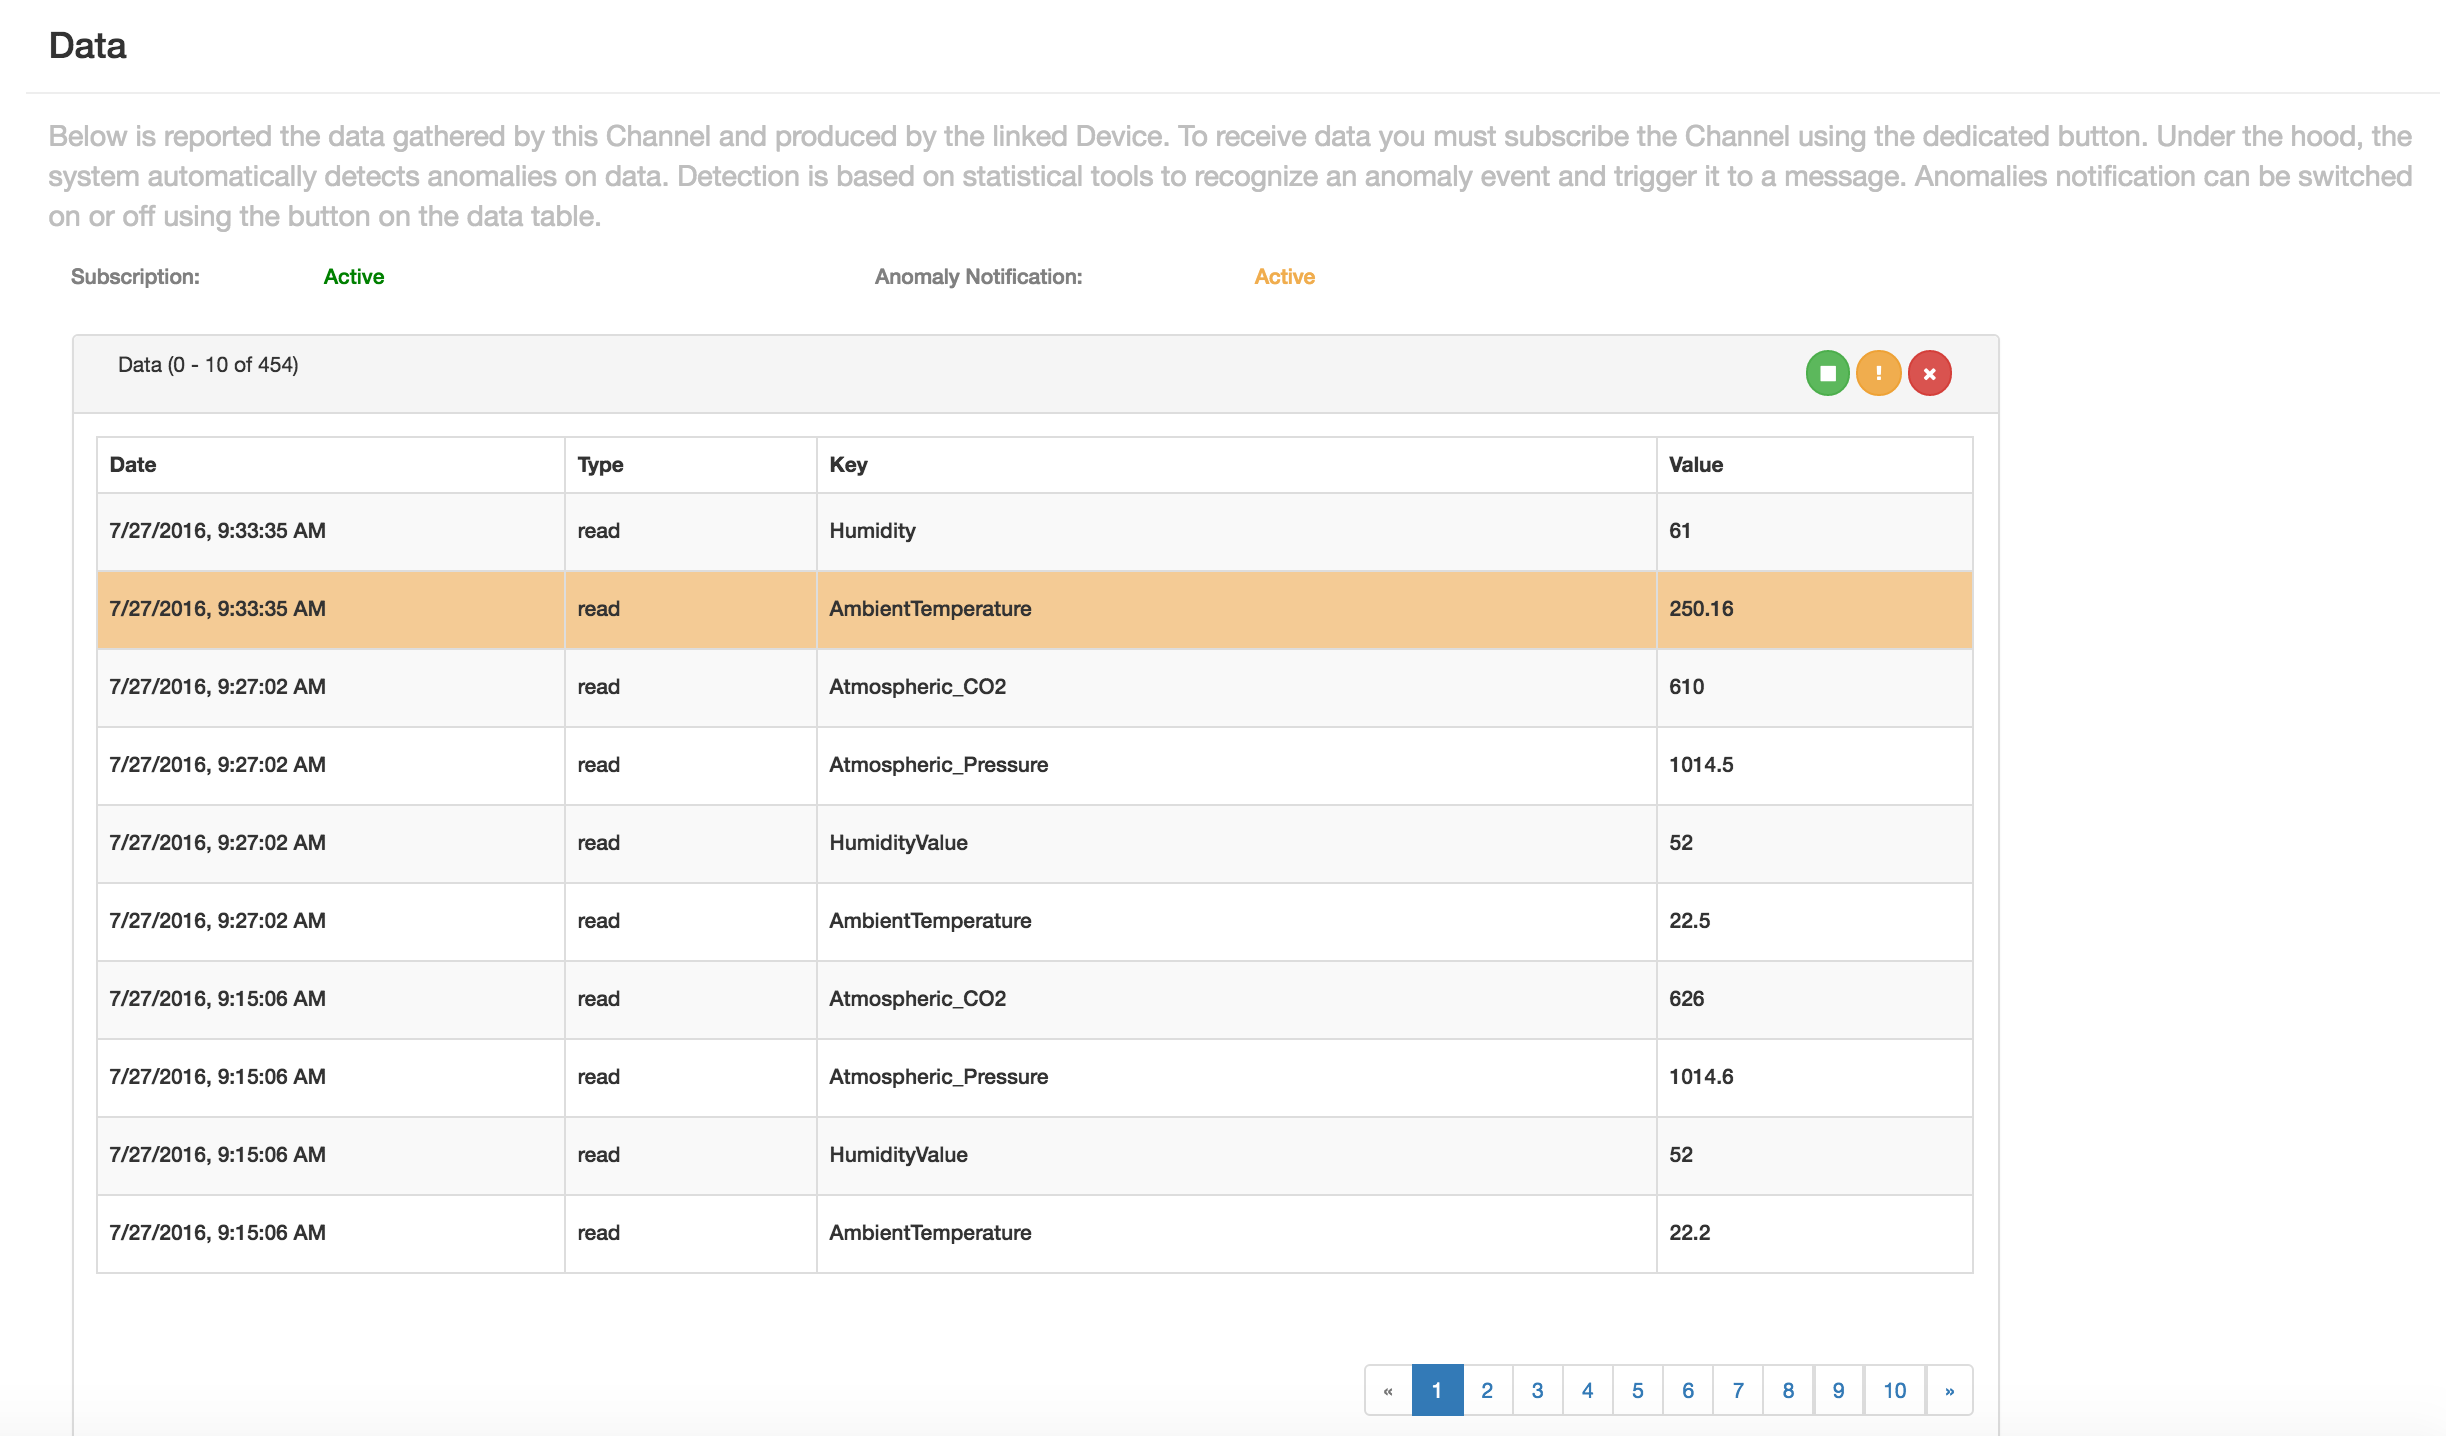 Data
Below is reported the data gathered by this Channel and produced by the linked Device. To receive data you must subscribe the Channel using the dedicated button. Under the hood, the
system automatically detects anomalies on data. Detection is based on statistical tools to recognize an anomaly event and trigger it to a message. Anomalies notification can be switched
on or off using the button on the data table.
Subscription: Active Anomaly Notification: Active
Data (0 - 10 of 454) !
Date Type Key Value
7/27/2016, 9:33:35 AM read Humidity 61
7/27/2016, 9:33:35 AM read AmbientTemperature 250.16
7/27/2016, 9:27:02 AM read Atmospheric_CO2 610
7/27/2016, 9:27:02 AM read Atmospheric_Pressure 1014.5
7/27/2016, 9:27:02 AM read HumidityValue 52
7/27/2016, 9:27:02 AM read AmbientTemperature 22.5
7/27/2016, 9:15:06 AM read Atmospheric_CO2 626
7/27/2016, 9:15:06 AM read Atmospheric_Pressure 1014.6
7/27/2016, 9:15:06 AM read HumidityValue 52
7/27/2016, 9:15:06 AM read AmbientTemperature 22.2
« 1 2 3 4 5 6 7 8 9 10 »